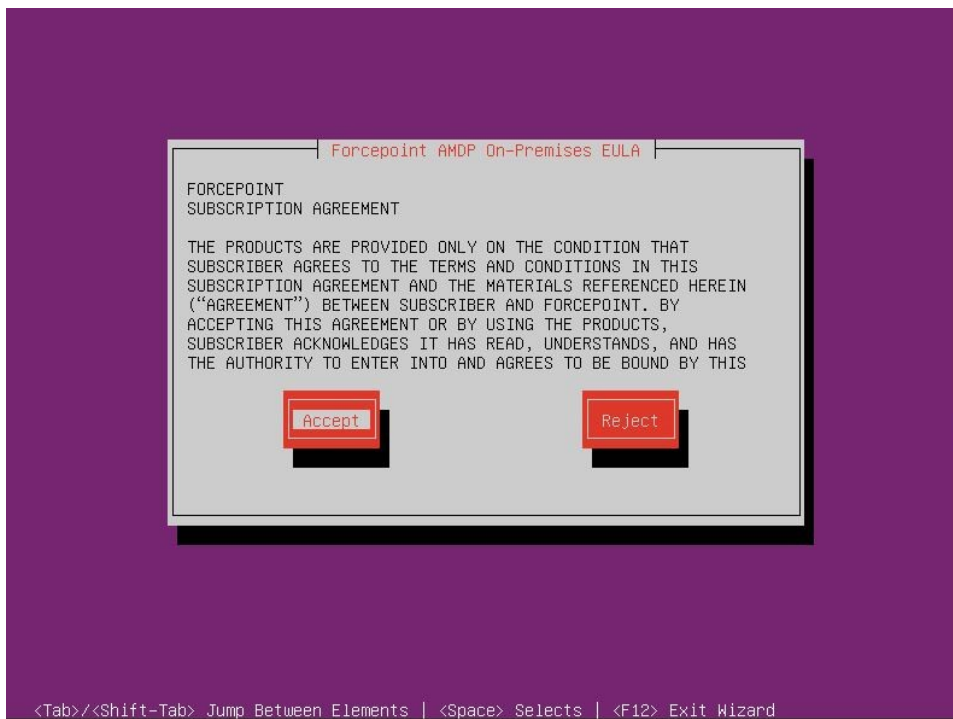 Forcepoint AMDP On-Premises EULA
FORCEPOINT
SUBSCRIPTION AGREEMENT
THE PRODUCTS ARE PROVIDED ONLY ON THE CONDITION THAT
SUBSCRIBER AGREES TO THE TERMS AND CONDITIONS IN THIS
SUBSCRIPTION AGREEMENT AND THE MATERIALS REFERENCED HEREIN
(“AGREEMENT”) BETWEEN SUBSCRIBER AND FORCEPOINT. BY
ACCEPTING THIS AGREEMENT OR BY USING THE PRODUCTS,
SUBSCRIBER ACKNOWLEDGES IT HAS READ, UNDERSTANDS, AND HAS
THE AUTHORITY TO ENTER INTO AND AGREES TO BE BOUND BY THIS
Accept Reject
<Tab>/<Shift-Tab> Jump Between Elements | <Space> Selects | <F12> Exit Wizard